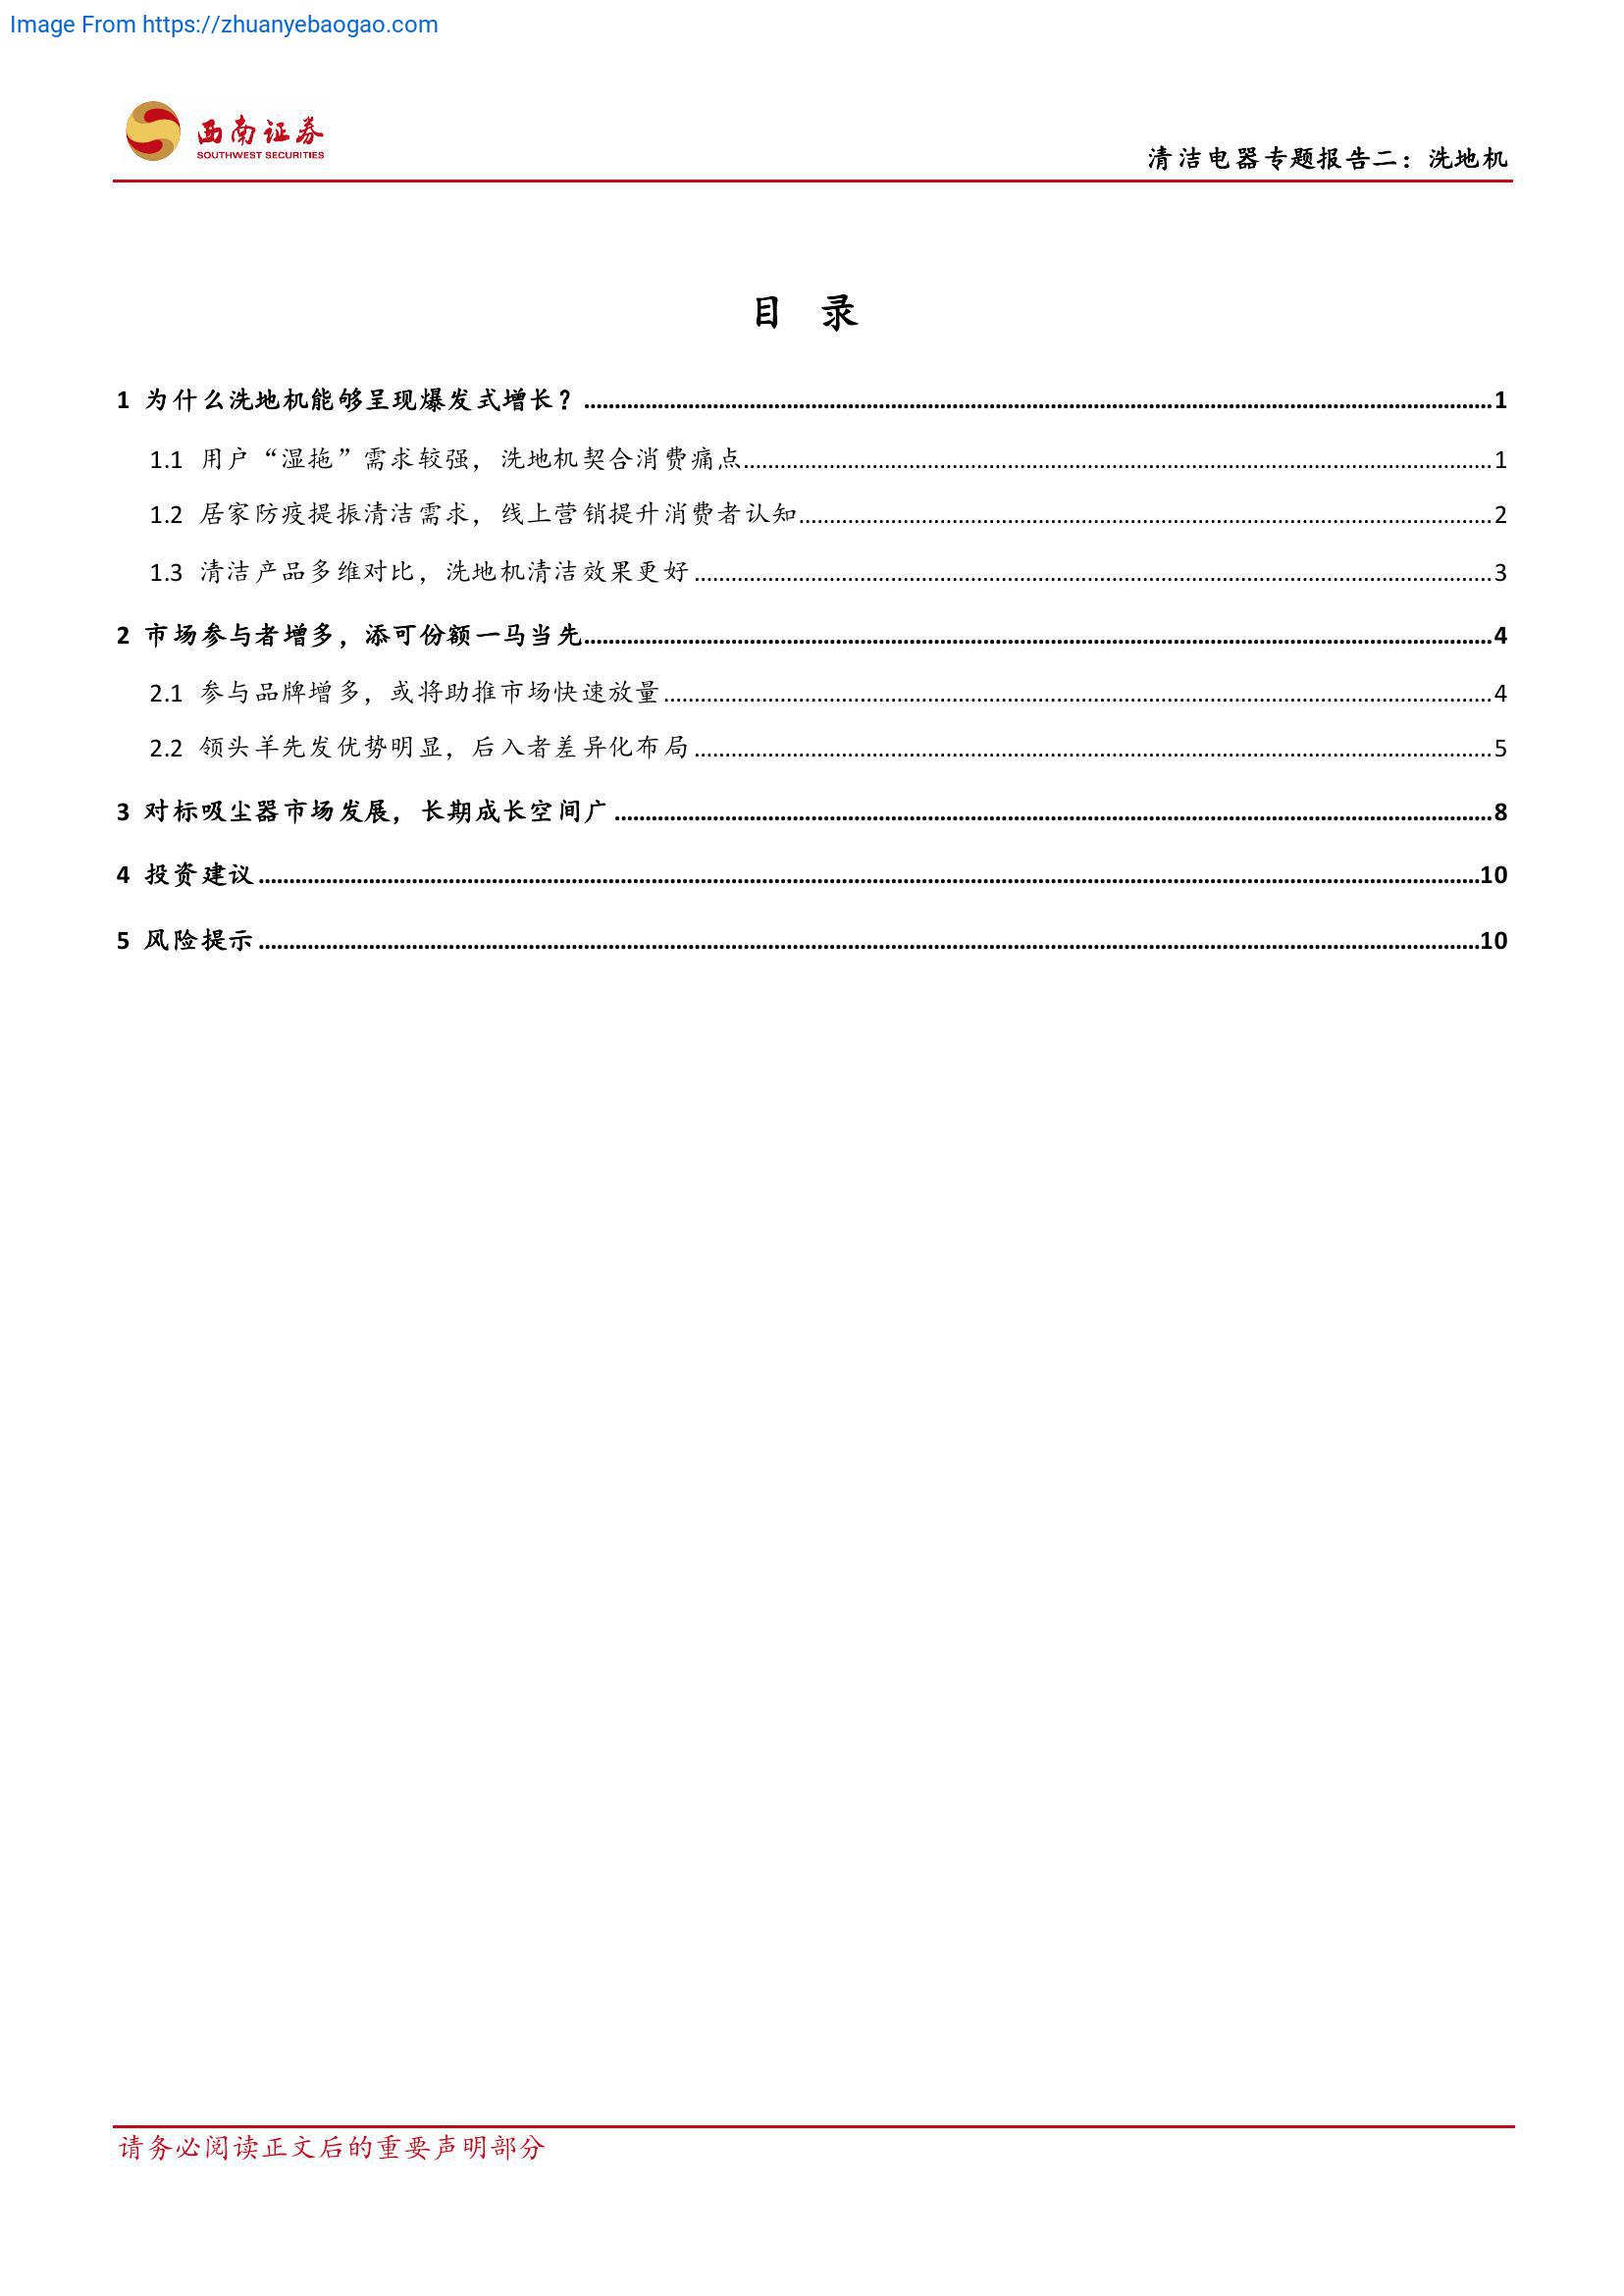 Image From https://zhuanyebaogao.com
西南证券
SOUTHWEST SECURITIES
清洁电器专题报告二：洗地机
目 录
1 为什么洗地机能够呈现爆发式增长？ 1
1.1 用户“湿拖”需求较强，洗地机契合消费痛点 1
1.2 居家防疫提振清洁需求，线上营销提升消费者认知 2
1.3 清洁产品多维对比，洗地机清洁效果更好 3
2 市场参与者增多，添可份额一马当先 4
2.1 参与品牌增多，或将助推市场快速放量 4
2.2 领头羊先发优势明显，后入者差异化布局 5
3 对标吸尘器市场发展，长期成长空间广 8
4 投资建议 10
5 风险提示 10
请务必阅读正文后的重要声明部分